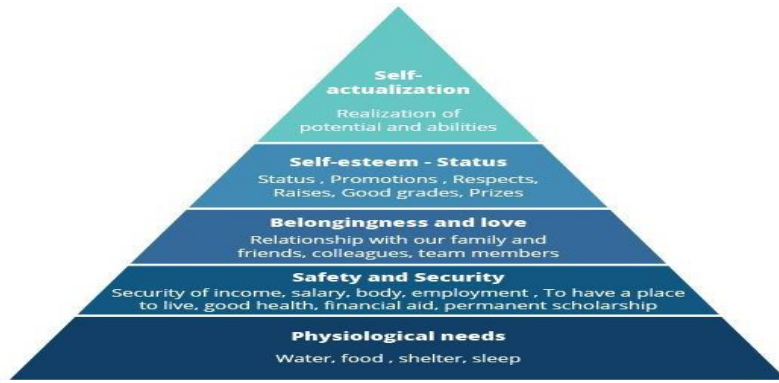 Self-
actualization
Realization of
potential and abilities
Self-esteem - Status
Status , Promotions , Respects,
Raises, Good grades, Prizes
Belongingness and love
Relationship with our family and
friends, colleagues, team members
Safety and Security
Security of income, salary, body, employment , To have a place
to live, good health, financial aid, permanent scholarship
Physiological needs
Water, food , shelter, sleep